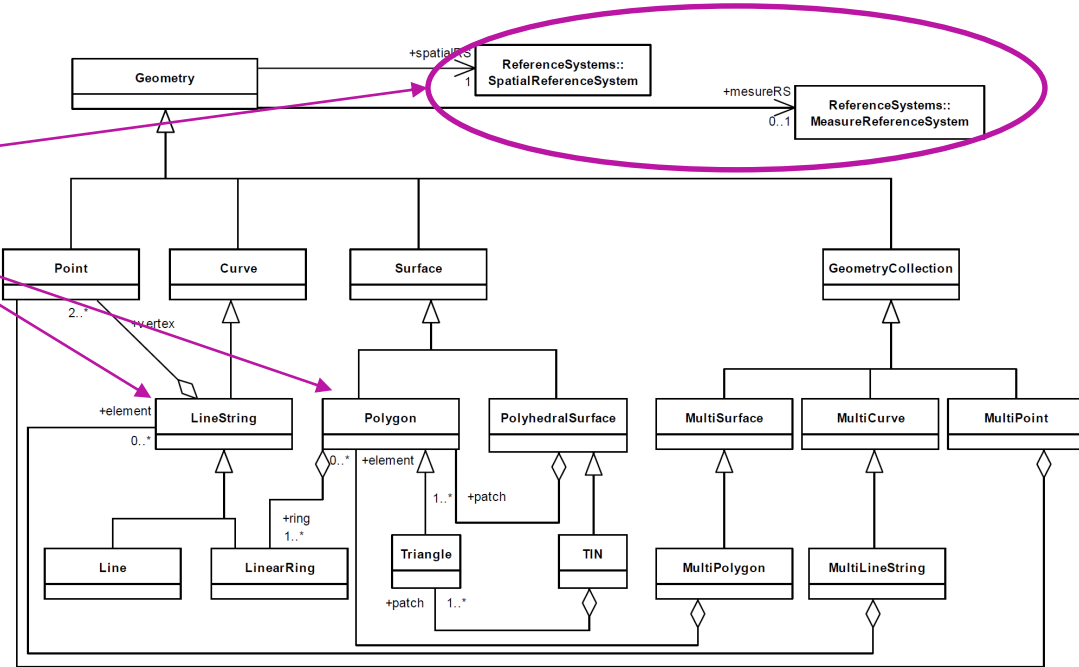 +spatialRS
ReferenceSystems::
SpatialReferenceSystem
1
Geometry
+mesureRS
ReferenceSystems::
MeasureReferenceSystem
0..1
Point
Curve
Surface
GeometryCollection
2..*
+vertex
+element
LineString
Polygon
PolyhedralSurface
MultiSurface
MultiCurve
MultiPoint
0..*
0..*
+element
1..*
+patch
+ring
1..*
Line
LinearRing
Triangle
TIN
MultiPolygon
MultiLineString
+patch
1..*